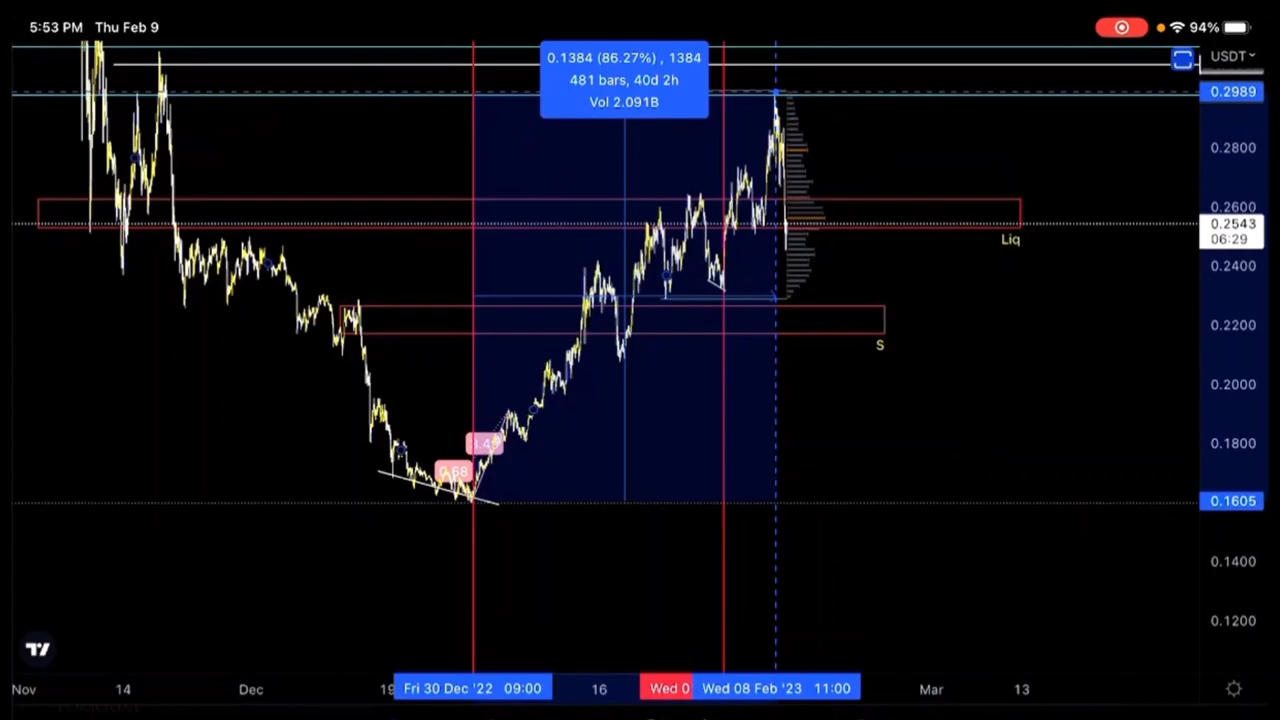 5:53 PM Thu Feb 9
94%
0.1384 (86.27%) , 1384
481 bars, 40d 2h
Vol 2.091B
USDT
0.2989
0.2800
0.2600
0.2543
06:29
Liq
0.2400
0.2200
S
0.2000
0.1800
0.68
0.1605
0.1400
0.1200
Nov
14
Dec
19
Fri 30 Dec '22 09:00
16
Wed 0
Wed 08 Feb '23 11:00
Mar
13